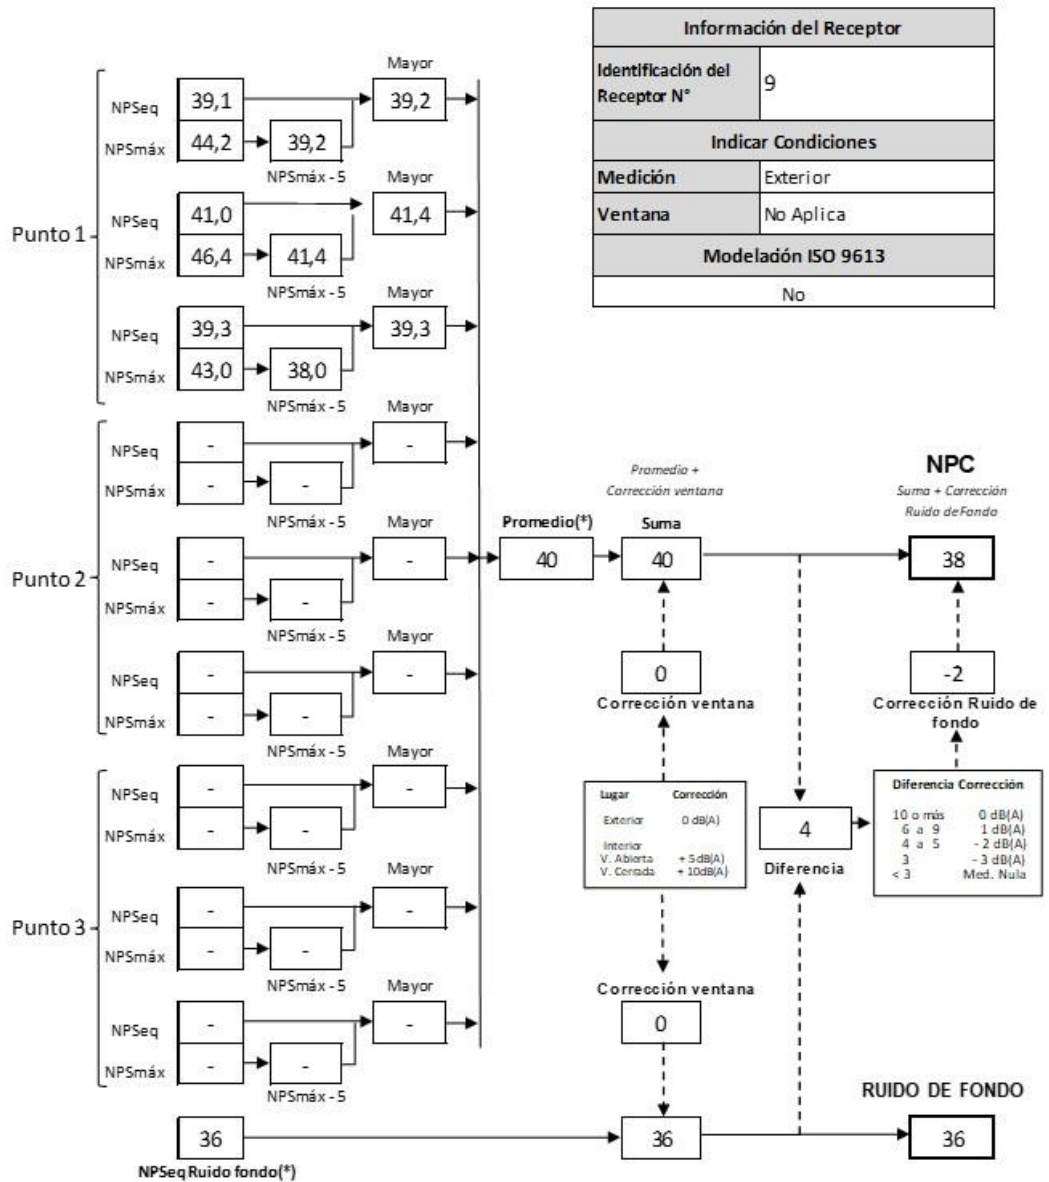 Información del Receptor
Identificación del Receptor N° 9
Indicar Condiciones
Medición Exterior
Ventana No Aplica
Modelación ISO 9613
No
Punto 1
Mayor
NPSeq 39,1 39,2
NPSmáx 44,2 39,2
NPSmáx - 5
Mayor
NPSeq 41,0 41,4
NPSmáx 46,4 41,4
NPSmáx - 5
Mayor
NPSeq 39,3 39,3
NPSmáx 43,0 38,0
NPSmáx - 5
Punto 2
Mayor
NPSeq - -
NPSmáx - -
NPSmáx - 5
Mayor
NPSeq - -
NPSmáx - -
NPSmáx - 5
Mayor
NPSeq - -
NPSmáx - -
NPSmáx - 5
Punto 3
Mayor
NPSeq - -
NPSmáx - -
NPSmáx - 5
Mayor
NPSeq - -
NPSmáx - -
NPSmáx - 5
Mayor
NPSeq - -
NPSmáx - -
NPSmáx - 5
36
NPSeq Ruido fondo(*)
Promedio(*)
40
Promedio +
Corrección ventana
Suma
40
0
Corrección ventana
Lugar Corrección
Exterior 0 dB(A)
Interior
V. Abierta + 5dB(A)
V. Cerrada + 10dB(A)
Corrección ventana
0
36
4
Diferencia
NPC
Suma + Corrección
Ruido de Fondo
38
-2
Corrección Ruido de
fondo
Diferencia Corrección
10 o más 0 dB(A)
6 a 9 1 dB(A)
4 a 5 - 2 dB(A)
3 - 3 dB(A)
< 3 Med. Nula
RUIDO DE FONDO
36